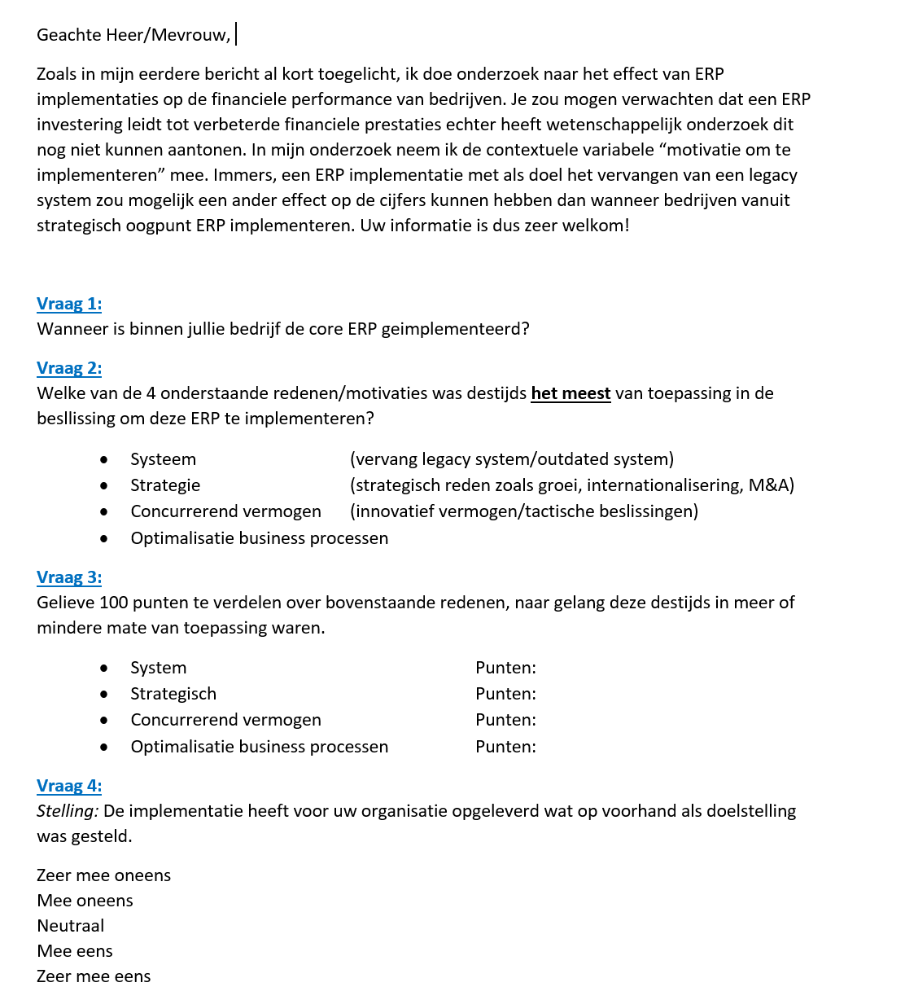 Geachte Heer/Mevrouw,
Zoals in mijn eerdere bericht al kort toegelicht, ik doe onderzoek naar het effect van ERP
implementaties op de financiele performance van bedrijven. Je zou mogen verwachten dat een ERP
investering leidt tot verbeterde financiele prestaties echter heeft wetenschappelijk onderzoek dit
nog niet kunnen aantonen. In mijn onderzoek neem ik de contextuele variabele “motivatie om te
implementeren” mee. Immers, een ERP implementatie met als doel het vervangen van een legacy
system zou mogelijk een ander effect op de cijfers kunnen hebben dan wanneer bedrijven vanuit
strategisch oogpunt ERP implementeren. Uw informatie is dus zeer welkom!
Vraag 1:
Wanneer is binnen jullie bedrijf de core ERP geimplementeerd?
Vraag 2:
Welke van de 4 onderstaande redenen/motivaties was destijds het meest van toepassing in de
besllissing om deze ERP te implementeren?
• Systeem (vervang legacy system/outdated system)
• Strategie (strategisch reden zoals groei, internationalisering, M&A)
• Concurrerend vermogen (innovatief vermogen/tactische beslissingen)
• Optimalisatie business processen
Vraag 3:
Gelieve 100 punten te verdelen over bovenstaande redenen, naar gelang deze destijds in meer of
mindere mate van toepassing waren.
• System Punten:
• Strategisch Punten:
• Concurrerend vermogen Punten:
• Optimalisatie business processen Punten:
Vraag 4:
Stelling: De implementatie heeft voor uw organisatie opgeleverd wat op voorhand als doelstelling
was gesteld.
Zeer mee oneens
Mee oneens
Neutraal
Mee eens
Zeer mee eens